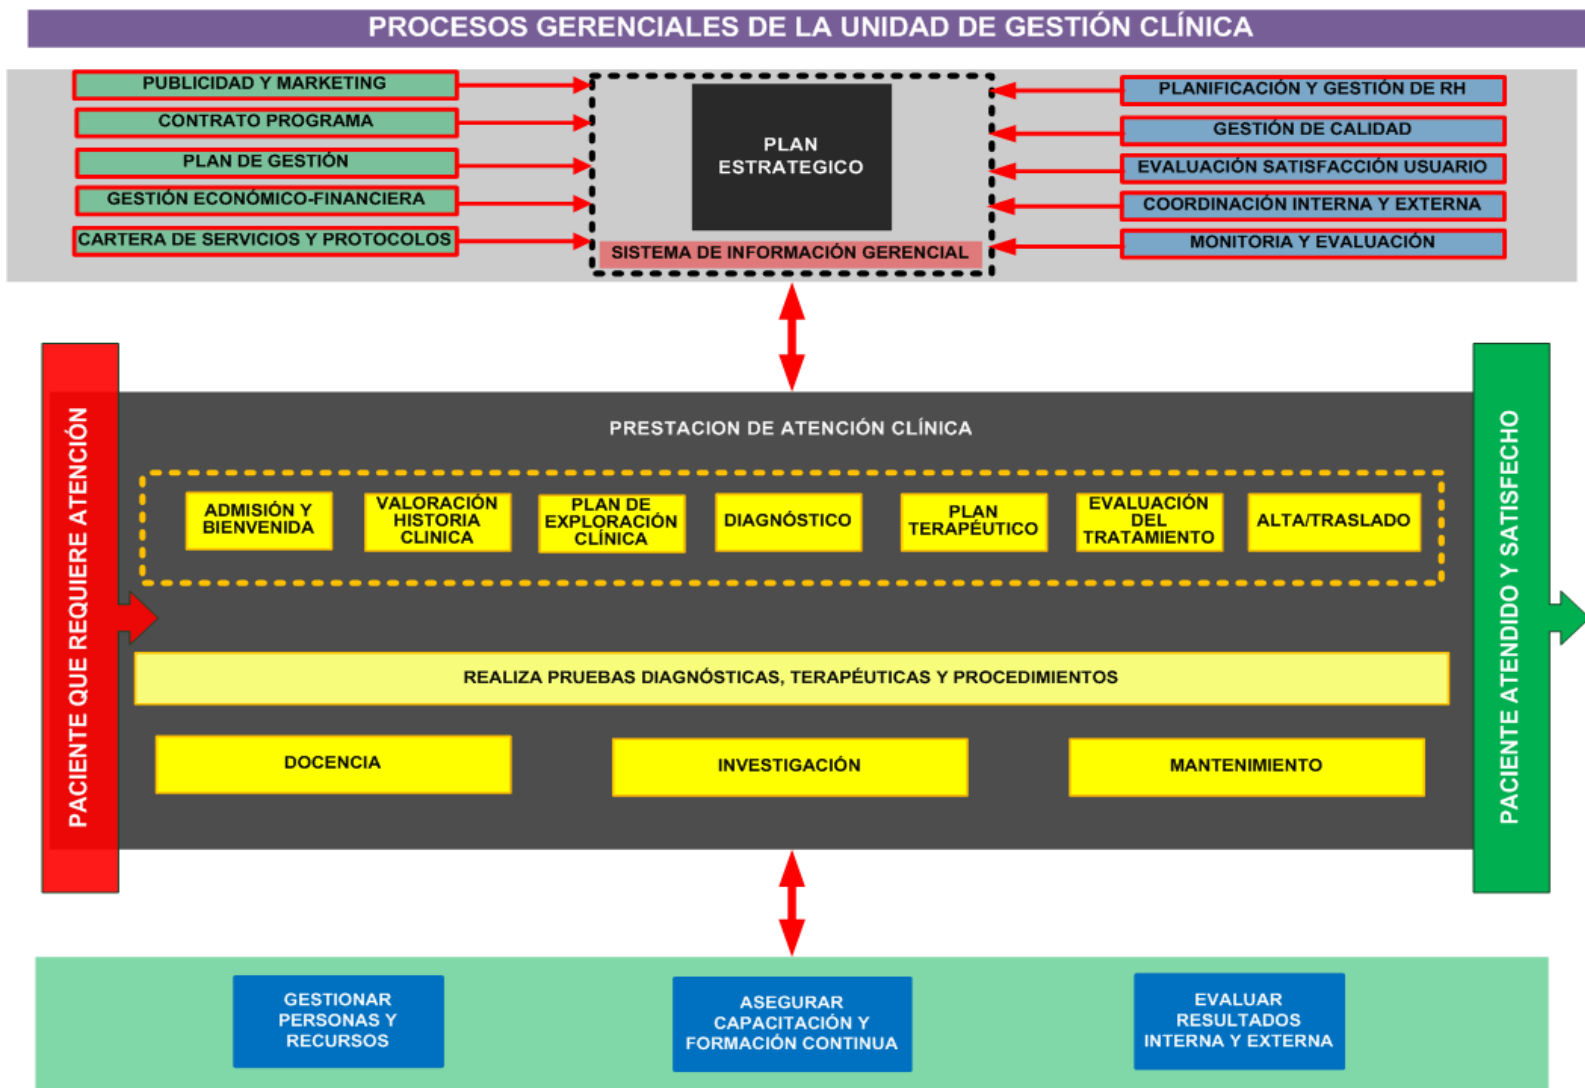 PROCESOS GERENCIALES DE LA UNIDAD DE GESTIÓN CLÍNICA
PUBLICIDAD Y MARKETING
CONTRATO PROGRAMA
PLAN DE GESTIÓN
GESTIÓN ECONÓMICO-FINANCIERA
CARTERA DE SERVICIOS Y PROTOCOLOS
PLAN
ESTRATEGICO
SISTEMA DE INFORMACIÓN GERENCIAL
PLANIFICACIÓN Y GESTIÓN DE RH
GESTIÓN DE CALIDAD
EVALUACIÓN SATISFACCIÓN USUARIO
COORDINACIÓN INTERNA Y EXTERNA
MONITORIA Y EVALUACIÓN
PACIENTE QUE REQUIERE ATENCIÓN
PRESTACION DE ATENCIÓN CLÍNICA
ADMISIÓN Y
BIENVENIDA
VALORACIÓN
HISTORIA
CLINICA
PLAN DE
EXPLORACIÓN
CLÍNICA
DIAGNÓSTICO
PLAN
TERAPÉUTICO
EVALUACIÓN
DEL
TRATAMIENTO
ALTA/TRASLADO
REALIZA PRUEBAS DIAGNÓSTICAS, TERAPÉUTICAS Y PROCEDIMIENTOS
DOCENCIA
INVESTIGACIÓN
MANTENIMIENTO
PACIENTE ATENDIDO Y SATISFECHO
GESTIONAR
PERSONAS Y
RECURSOS
ASEGURAR
CAPACITACIÓN Y
FORMACIÓN CONTINUA
EVALUAR
RESULTADOS
INTERNA Y EXTERNA